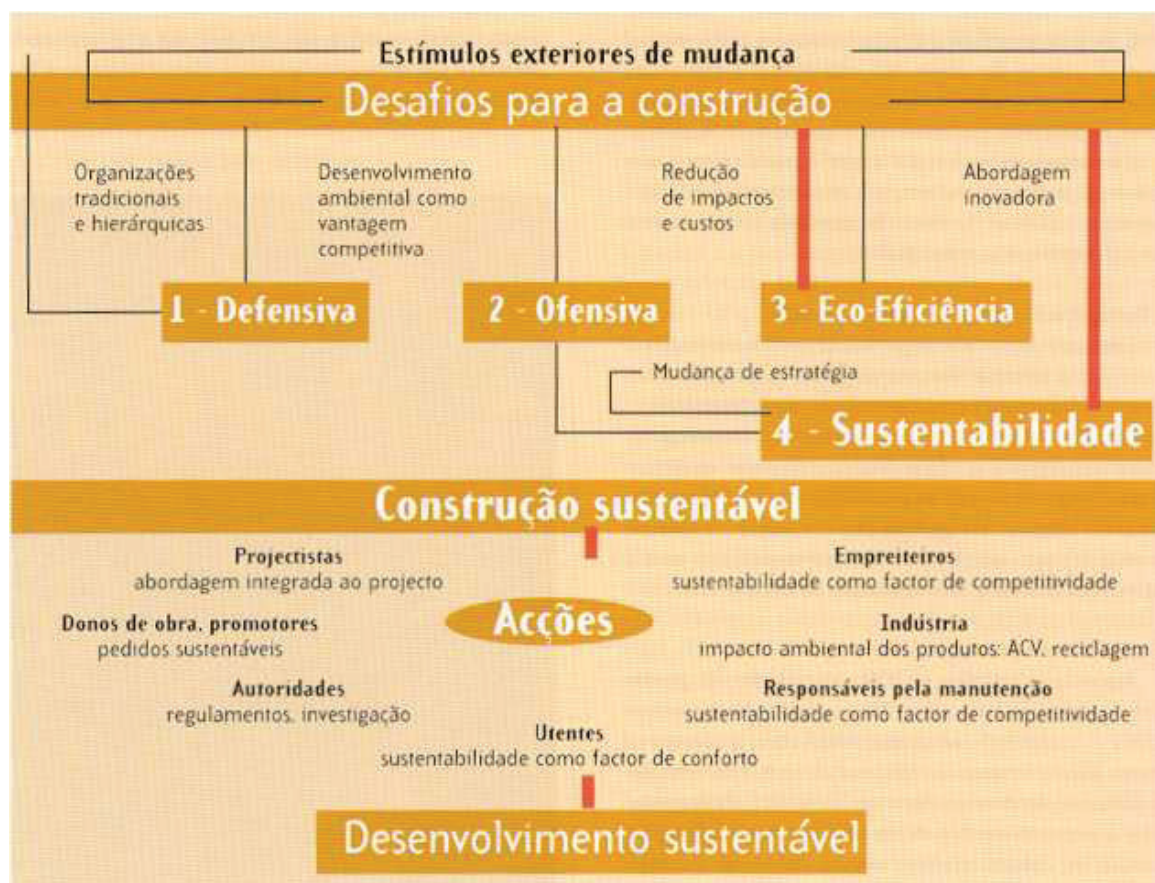 Estímulos exteriores de mudança
Desafios para a construção
Organizações
tradicionais
e hierárquicas
Desenvolvimento
ambiental como
vantagem
competitiva
Redução
de impactos
e custos
Abordagem
inovadora
1 - Defensiva
2 - Ofensiva
3 - Eco-Eficiência
Mudança de estratégia
4 - Sustentabilidade
Construção sustentável
Projectistas
abordagem integrada ao projecto
Empreiteiros
sustentabilidade como factor de competitividade
Donos de obra, promotores
pedidos sustentáveis
Acções
Indústria
impacto ambiental dos produtos: ACV, reciclagem
Autoridades
regulamentos, investigação
Responsáveis pela manutenção
sustentabilidade como factor de competitividade
Utentes
sustentabilidade como factor de conforto
Desenvolvimento sustentável